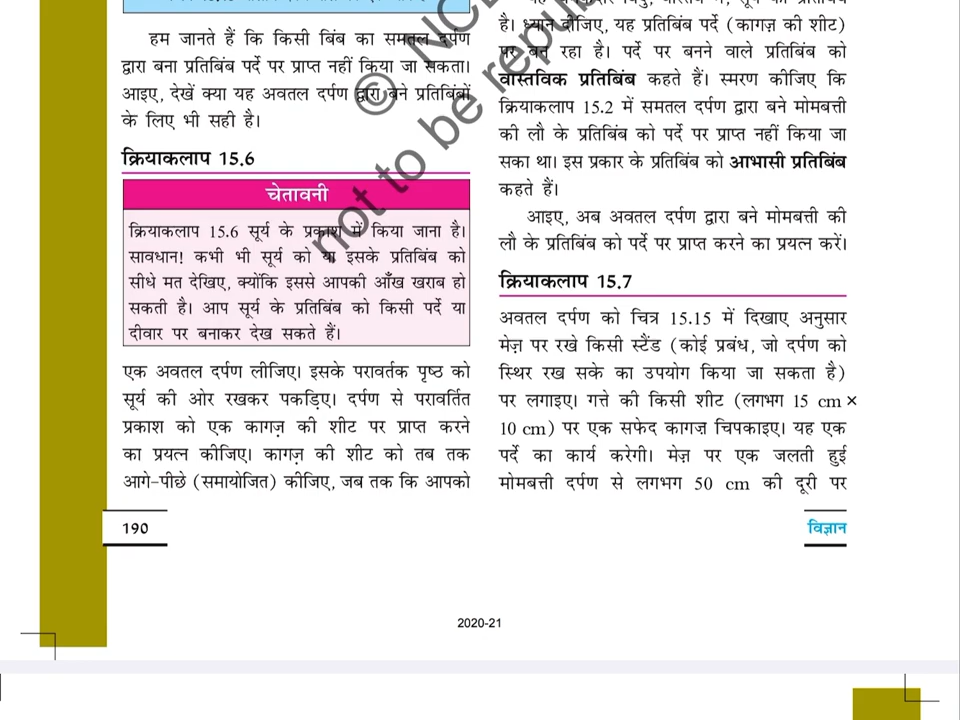 हम जानते हैं कि किसी बिंब का समतल दर्पण
द्वारा बना प्रतिबिंब पर्दे पर प्राप्त नहीं किया जा सकता।
आइए, देखें क्या यह अवतल दर्पण द्वारा बने प्रतिबिंबों
के लिए भी सही है।
क्रियाकलाप 15.6
चेतावनी
क्रियाकलाप 15.6 सूर्य के प्रकाश में किया जाना है।
सावधान! कभी भी सूर्य को या इसके प्रतिबिंब को
सीधे मत देखिए, क्योंकि इससे आपकी आँख खराब हो
सकती है। आप सूर्य के प्रतिबिंब को किसी पर्दे या
दीवार पर बनाकर देख सकते हैं।
एक अवतल दर्पण लीजिए। इसके परावर्तक पृष्ठ को
सूर्य की ओर रखकर पकड़िए। दर्पण से परावर्तित
प्रकाश को एक कागज़ की शीट पर प्राप्त करने
का प्रयत्न कीजिए। कागज़ की शीट को तब तक
आगे-पीछे (समायोजित) कीजिए, जब तक कि आपको
है। ध्यान दीजिए, यह प्रतिबिंब पर्दे (कागज़ की शीट)
पर बन रहा है। पर्दे पर बनने वाले प्रतिबिंब को
वास्तविक प्रतिबिंब कहते हैं। स्मरण कीजिए कि
क्रियाकलाप 15.2 में समतल दर्पण द्वारा बने मोमबत्ती
की लौ के प्रतिबिंब को पर्दे पर प्राप्त नहीं किया जा
सका था। इस प्रकार के प्रतिबिंब को आभासी प्रतिबिंब
कहते हैं।
आइए, अब अवतल दर्पण द्वारा बने मोमबत्ती की
लौ के प्रतिबिंब को पर्दे पर प्राप्त करने का प्रयत्न करें।
क्रियाकलाप 15.7
अवतल दर्पण को चित्र 15.15 में दिखाए अनुसार
मेज़ पर रखे किसी स्टैंड (कोई प्रबंध, जो दर्पण को
स्थिर रख सके का उपयोग किया जा सकता है)
पर लगाइए। गत्ते की किसी शीट (लगभग 15 cm ×
10 cm) पर एक सफेद कागज़ चिपकाइए। यह एक
पर्दे का कार्य करेगी। मेज़ पर एक जलती हुई
मोमबत्ती दर्पण से लगभग 50 cm की दूरी पर
190
विज्ञान
2020-21
©
not to be